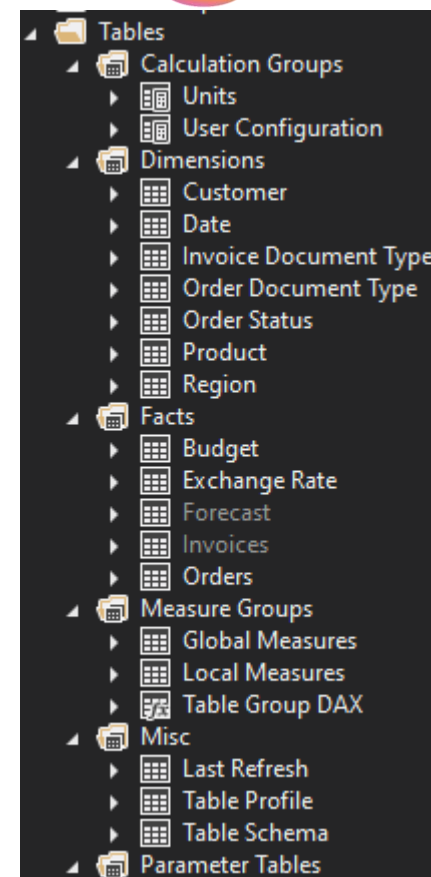 Tables
Calculation Groups
Units
User Configuration
Dimensions
Customer
Date
Invoice Document Type
Order Document Type
Order Status
Product
Region
Facts
Budget
Exchange Rate
Forecast
Invoices
Orders
Measure Groups
Global Measures
Local Measures
Table Group DAX
Misc
Last Refresh
Table Profile
Table Schema
Parameter Tables